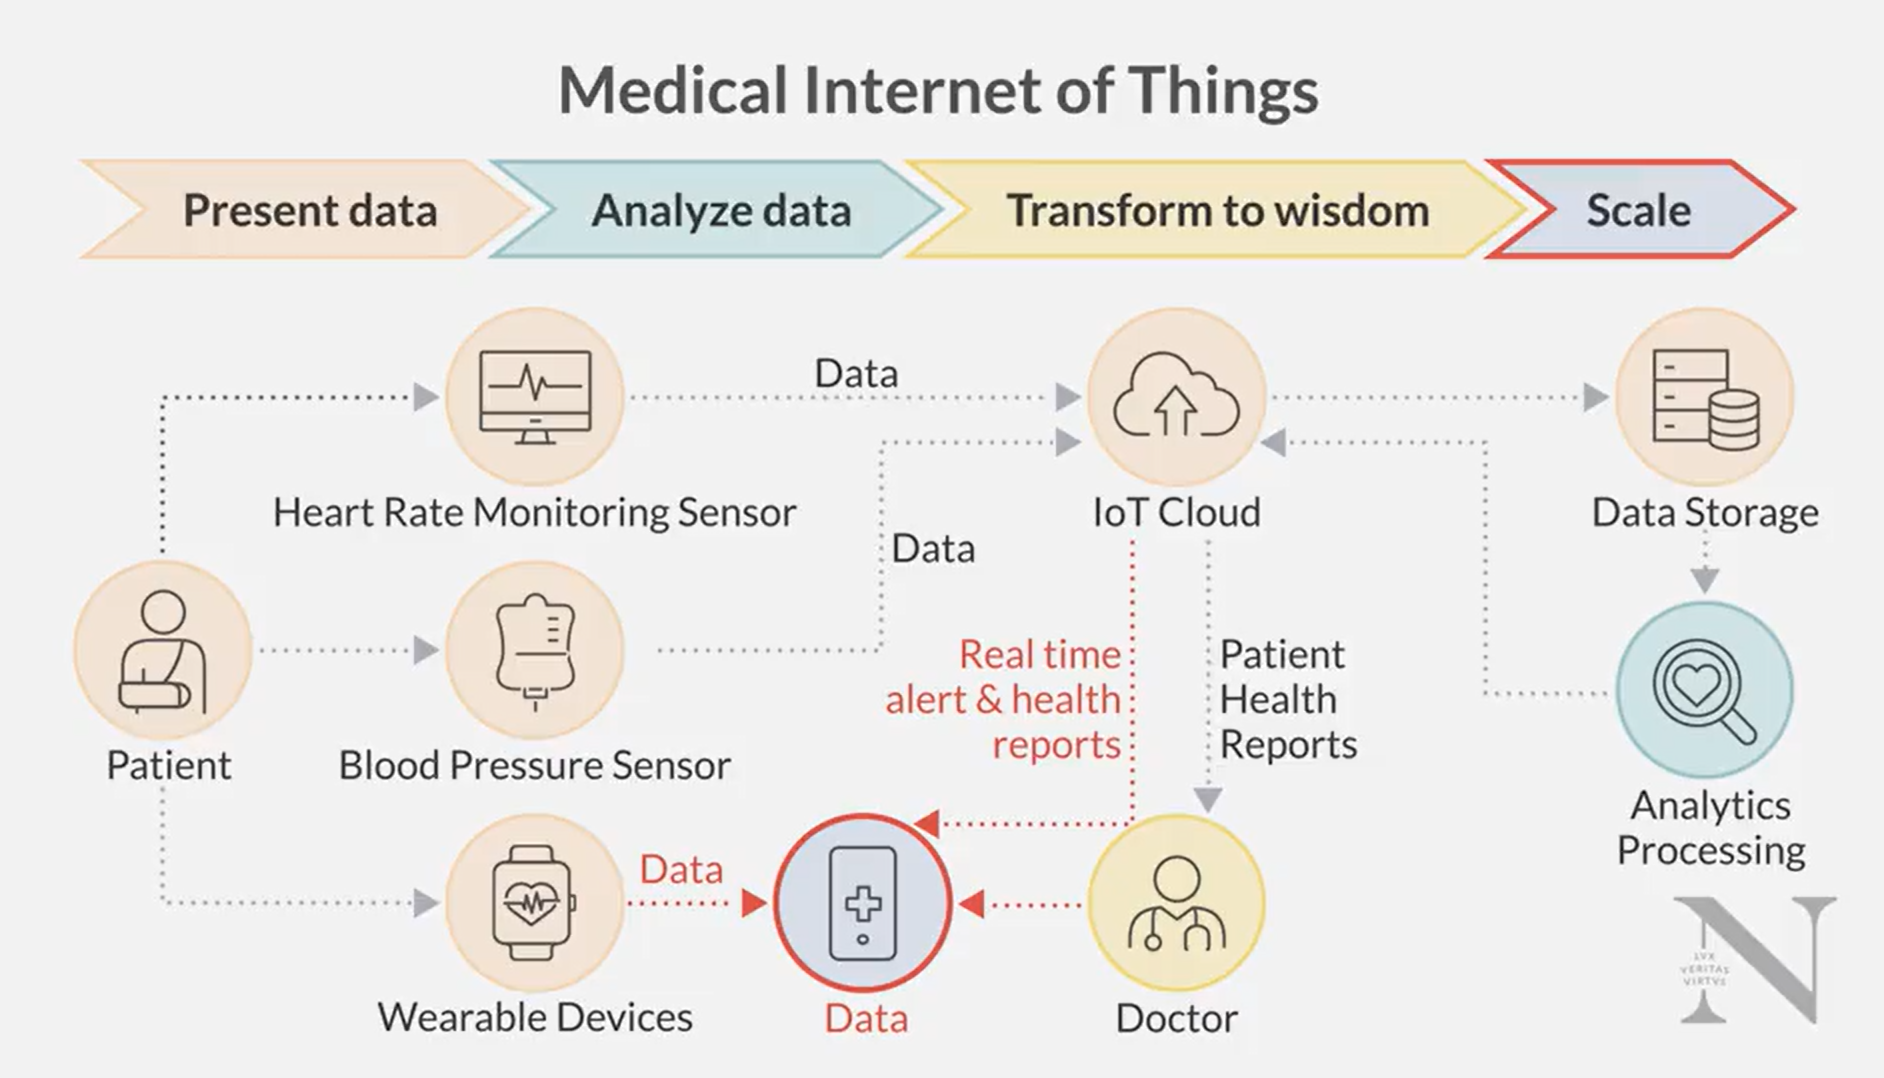 Medical Internet of Things
Present data
Analyze data
Transform to wisdom
Scale
Data
Heart Rate Monitoring Sensor
IoT Cloud
Data Storage
Data
Real time
alert & health
reports
Patient
Health
Reports
Patient
Blood Pressure Sensor
Analytics
Processing
Data
Wearable Devices
Data
Doctor
LVX
VERITAS
VIRTVS
N